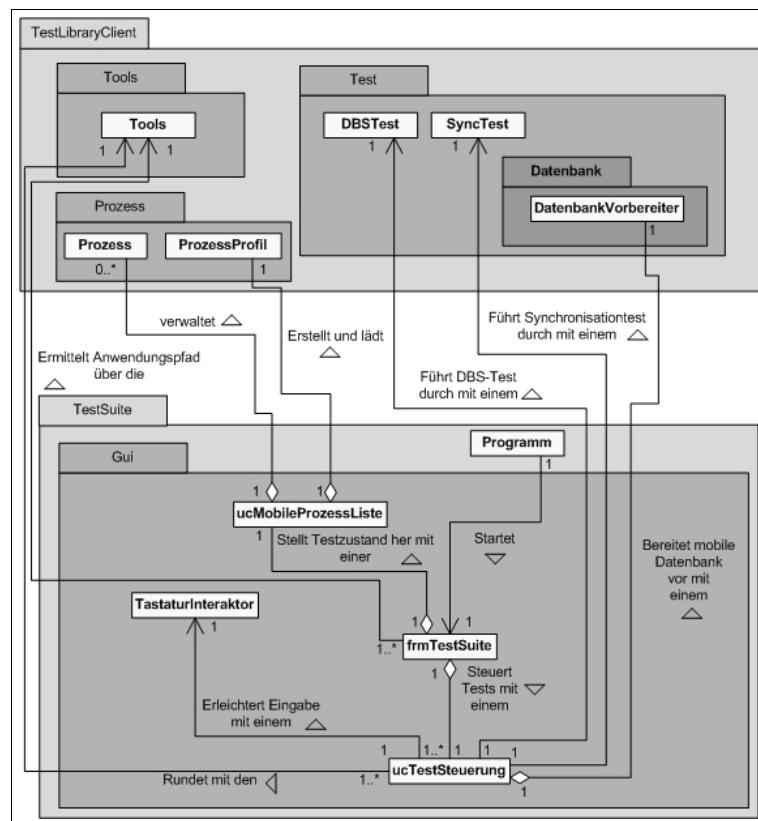 TestLibraryClient
Tools
Test
Tools
DBSTest
SyncTest
1
1
1
1
Datenbank
Prozess
DatenbankVorbereiter
Prozess
ProzessProfil
1
0..*
1
verwaltet
Erstellt und lädt
Führt Synchronisationtest
durch mit einem
Ermittelt Anwendungspfad
über die
Führt DBS-Test
durch mit einem
TestSuite
Programm
Gui
1
1
1
ucMobileProzessListe
1
Stellt Testzustand her mit
einer
Startet
Bereitet mobile
Datenbank
vor mit
einem
TastaturInteraktor
1
1
1
1..*
frmTestSuite
1
Steuert
Tests mit
einem
Erleichtert Eingabe
mit einem
1
1..*
1
1
1
ucTestSteuerung
Rundet mit den
1..*
1